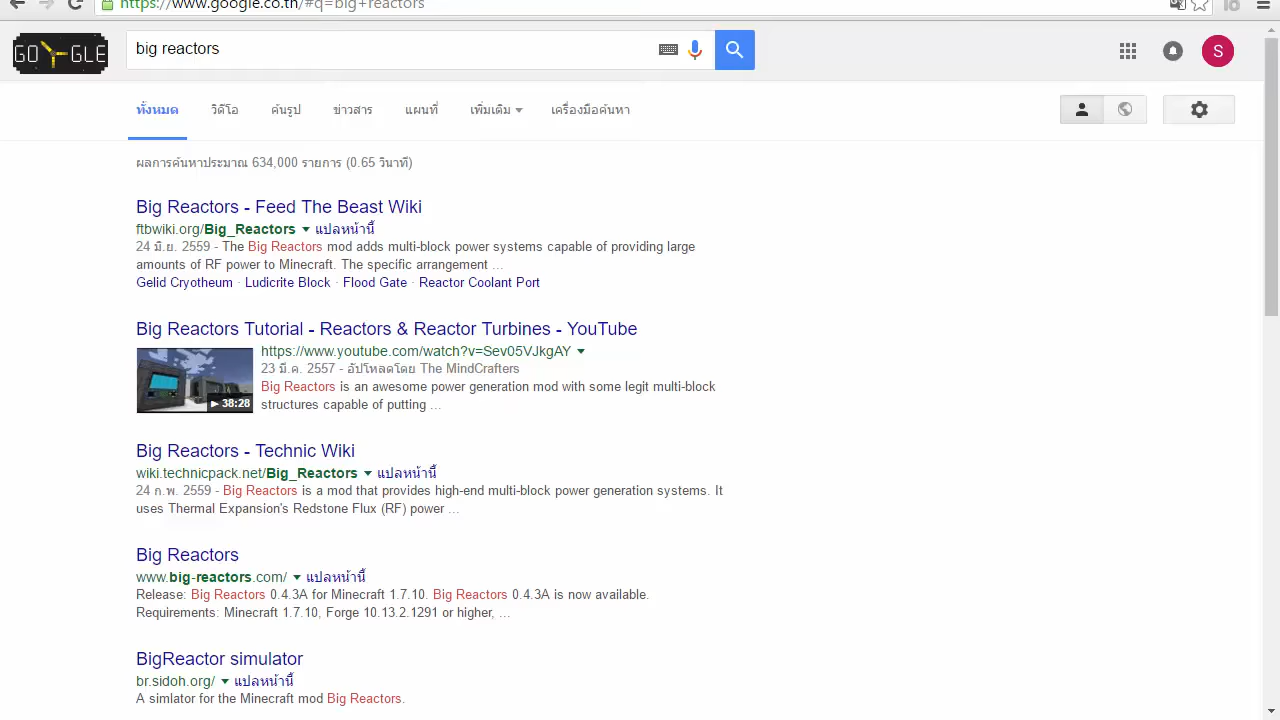 https://www.google.co.th/#q=big+reactors
GO GLE
big reactors
S
ทั้งหมด วิดีโอ ค้นรูป ข่าวสาร แผนที่ เพิ่มเติม เครื่องมือค้นหา
ผลการค้นหาประมาณ 634,000 รายการ (0.65 วินาที)
Big Reactors - Feed The Beast Wiki
ftbwiki.org/Big_Reactors แปลหน้านี้
24 มิ.ย. 2559 - The Big Reactors mod adds multi-block power systems capable of providing large
amounts of RF power to Minecraft. The specific arrangement ...
Gelid Cryotheum · Ludicrite Block · Flood Gate · Reactor Coolant Port
Big Reactors Tutorial - Reactors & Reactor Turbines - YouTube
https://www.youtube.com/watch?v=Sev05VJkgAY
23 มี.ค. 2557 - อัปโหลดโดย The MindCrafters
Big Reactors is an awesome power generation mod with some legit multi-block
structures capable of putting ...
38:28
Big Reactors - Technic Wiki
wiki.technicpack.net/Big_Reactors แปลหน้านี้
24 ก.พ. 2559 - Big Reactors is a mod that provides high-end multi-block power generation systems. It
uses Thermal Expansion's Redstone Flux (RF) power ...
Big Reactors
www.big-reactors.com/ แปลหน้านี้
Release: Big Reactors 0.4.3A for Minecraft 1.7.10. Big Reactors 0.4.3A is now available.
Requirements: Minecraft 1.7.10, Forge 10.13.2.1291 or higher, ...
BigReactor simulator
br.sidoh.org/ แปลหน้านี้
A simlator for the Minecraft mod Big Reactors.